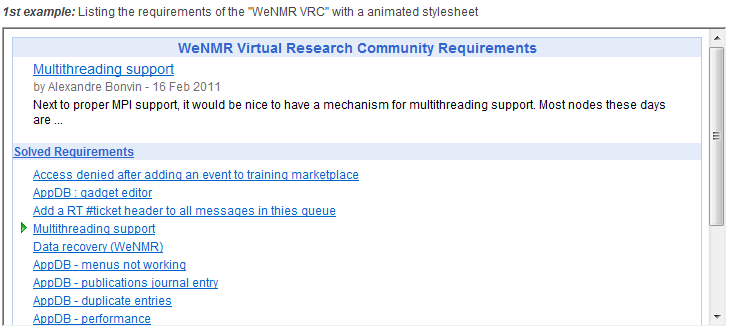 1st example: Listing the requirements of the "WeNMR VRC" with a animated stylesheet
WeNMR Virtual Research Community Requirements
Multithreading support
by Alexandre Bonvin - 16 Feb 2011
Next to proper MPI support, it would be nice to have a mechanism for multithreading support. Most nodes these days
are ...
Solved Requirements
Access denied after adding an event to training marketplace
AppDB : gadget editor
Add a RT #ticket header to all messages in thies queue
Multithreading support
Data recovery (WeNMR)
AppDB - menus not working
AppDB - publications journal entry
AppDB - duplicate entries
AppDB - performance